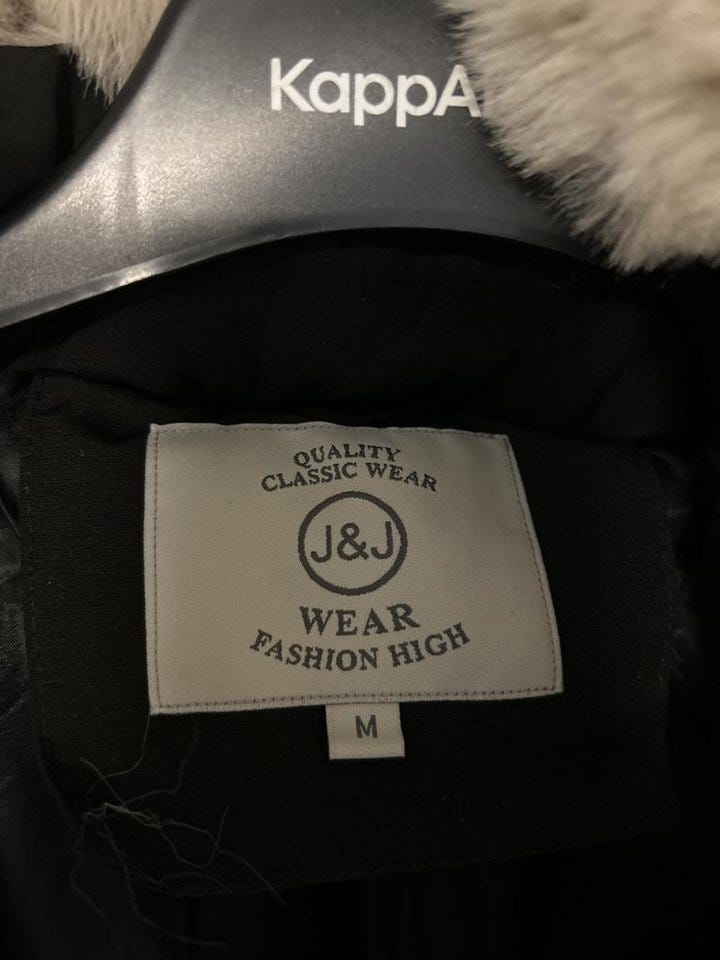 KappA
QUALITY
CLASSIC WEAR
J&J
WEAR
FASHION HIGH
M